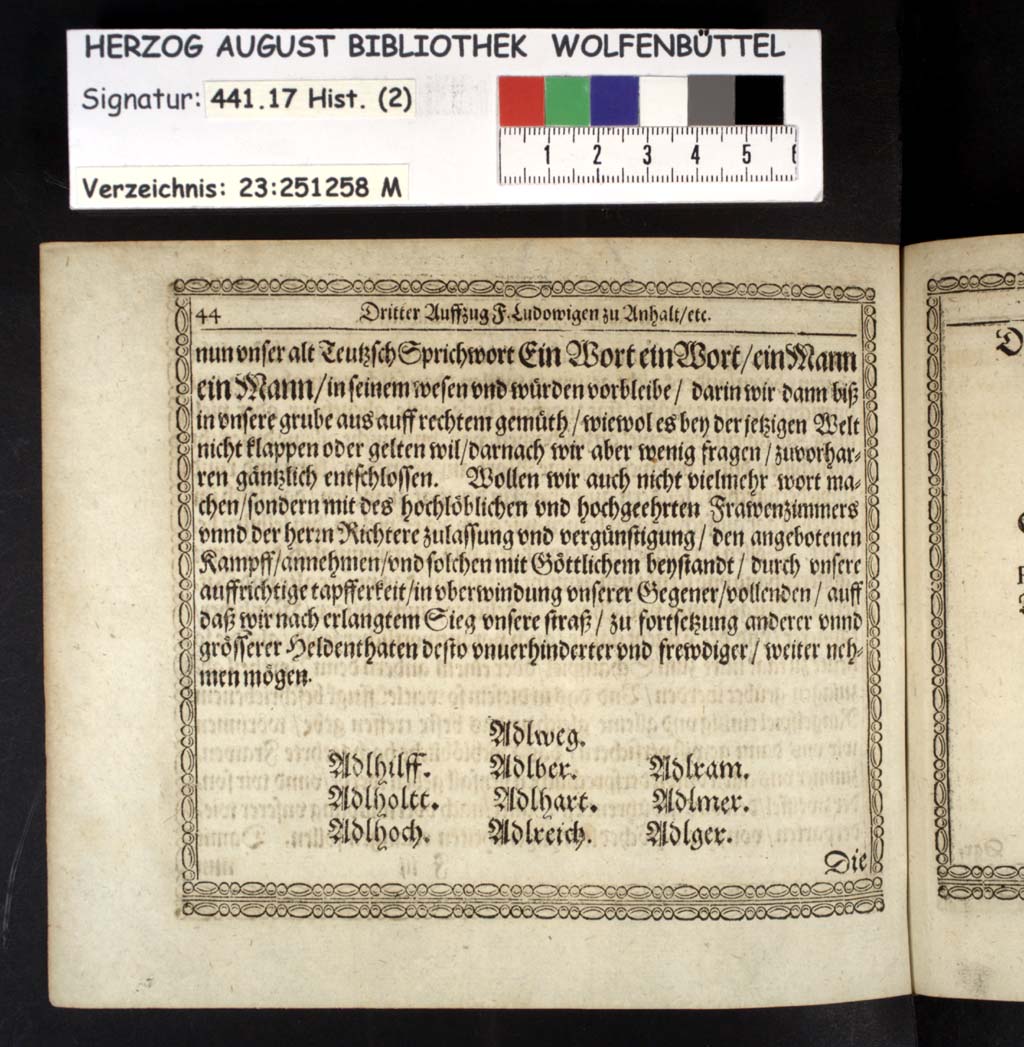 HERZOG AUGUST BIBLIOTHEK WOLFENBÜTTEL
Signatur: 441.17 Hist. (2)
1 2 3 4 5 6
Verzeichnis: 23:251258 M
44 Dritter Auffzug F. Ludowigen zu Anhalt/etc.
nun vnser alt Teutzsch Sprichwort Ein Wort ein Wort/ein Mann
ein Mann/in seinem wesen vnd würden vorbleibe/ darin wir dann biß
in vnsere grube aus auff rechtem gemüth/wiewol es bey der jetzigen Welt
nicht klappen oder gelten wil/darnach wir aber wenig fragen/zuvorhar-
ren gäntzlich entschlossen. Wollen wir auch nicht vielmehr wort ma-
chen/sondern mit des hochlöblichen vnd hochgeehrten Frawenzimmers
vnnd der herrn Richtere zulassung vnd vergünstigung/ den angebotenen
Kampff/annehmen/vnd solchen mit Göttlichem beystandt/ durch vnsere
auffrichtige tapfferkeit/in vberwindung vnserer Gegener/vollenden/ auff
daß wir nach erlangtem Sieg vnsere straß/ zu fortsetzung anderer vnnd
grösserer Heldenthaten desto vnuerhinderter vnd frewdiger/ weiter neh-
men mögen.
Adlweg.
Adlhilff. Adlber. Adlram.
Adlholtt. Adlhart. Adlmer.
Adlhoch. Adlreich. Adlger.
Die